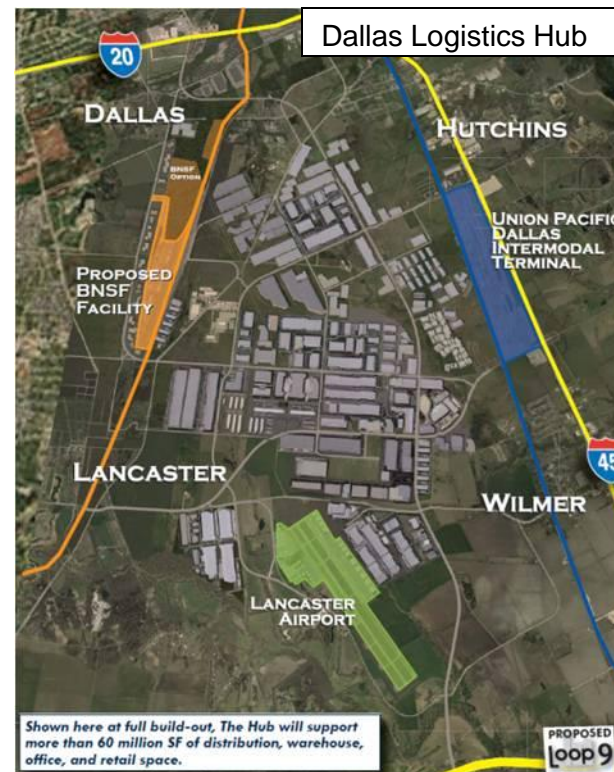 Dallas Logistics Hub
20
DALLAS
HUTCHINS
BNSF
OPTION
UNION PACIFIC
DALLAS
INTERMODAL
TERMINAL
PROPOSED
BNSF
FACILITY
LANCASTER
45
WILMER
LANCASTER
AIRPORT
Shown here at full build-out, The Hub will support
more than 60 million SF of distribution, warehouse,
office, and retail space.
PROPOSED
Loop 9